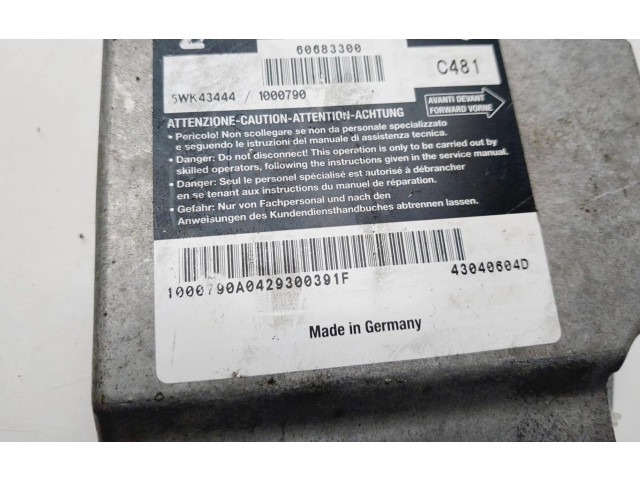 60683300
5WK43444 / 1000790
C481
ATTENZIONE-CAUTION-ATTENTION-ACHTUNG
AVANTI DEVANT
FORWARD VORNE
• Pericolo! Non scollegare se non da personale specializzato
e seguendo le istruzioni del manuale di assistenza tecnica.
• Danger: Do not disconnect! This operation is only to be carried out by
skilled operators, following the instructions given in the service manual.
• Danger: Seul le personel spécialisé est autorisé à débrancher
en se tenant aux instructions du manuel de réparation.
• Gefahr: Nur von Fachpersonal und nach den
Anweisungen des Kundendiensthandbuches abtrennen lassen.
1000790A0429300391F
43040604D
Made in Germany